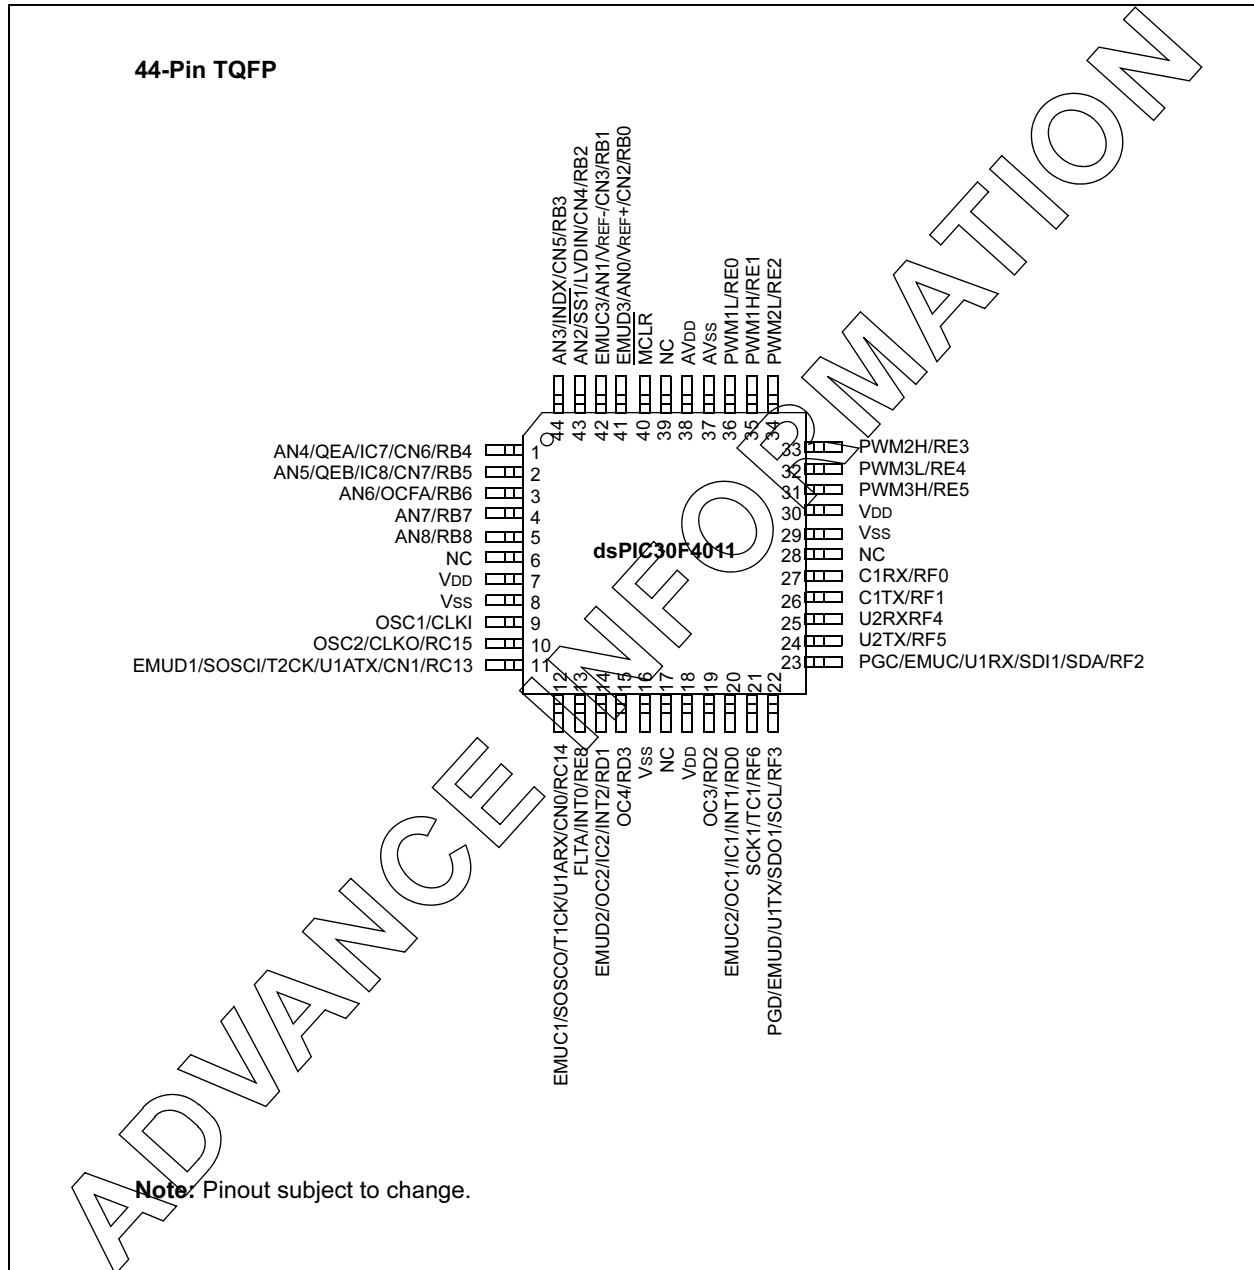 44-Pin TQFP
AN3/INDX/CN5/RB3
AN2/SS1/LVDIN/CN4/RB2
EMUC3/AN1/VREF-/CN3/RB1
EMUD3/AN0/VREF+/CN2/RB0
MCLR
NC
AVDD
AVSS
PWM1L/RE0
PWM1H/RE1
PWM2L/RE2
44
43
42
41
40
39
38
37
36
35
34
AN4/QEA/IC7/CN6/RB4 1
AN5/QEB/IC8/CN7/RB5 2
AN6/OCFA/RB6 3
AN7/RB7 4
AN8/RB8 5
NC 6
VDD 7
VSS 8
OSC1/CLKI 9
OSC2/CLKO/RC15 10
EMUD1/SOSCI/T2CK/U1ATX/CN1/RC13 11
dsPIC30F4011
33 PWM2H/RE3
32 PWM3L/RE4
31 PWM3H/RE5
30 VDD
29 VSS
28 NC
27 C1RX/RF0
26 C1TX/RF1
25 U2RXRF4
24 U2TX/RF5
23 PGC/EMUC/U1RX/SDI1/SDA/RF2
12
13
14
15
16
17
18
19
20
21
22
EMUC1/SOSCO/T1CK/U1ARX/CN0/RC14
FLTA/INT0/RE8
EMUD2/OC2/IC2/INT2/RD1
OC4/RD3
VSS
NC
VDD
OC3/RD2
EMUC2/OC1/IC1/INT1/RD0
SCK1/TC1/RF6
PGD/EMUD/U1TX/SDO1/SCL/RF3
ADVANCE INFORMATION
Note: Pinout subject to change.